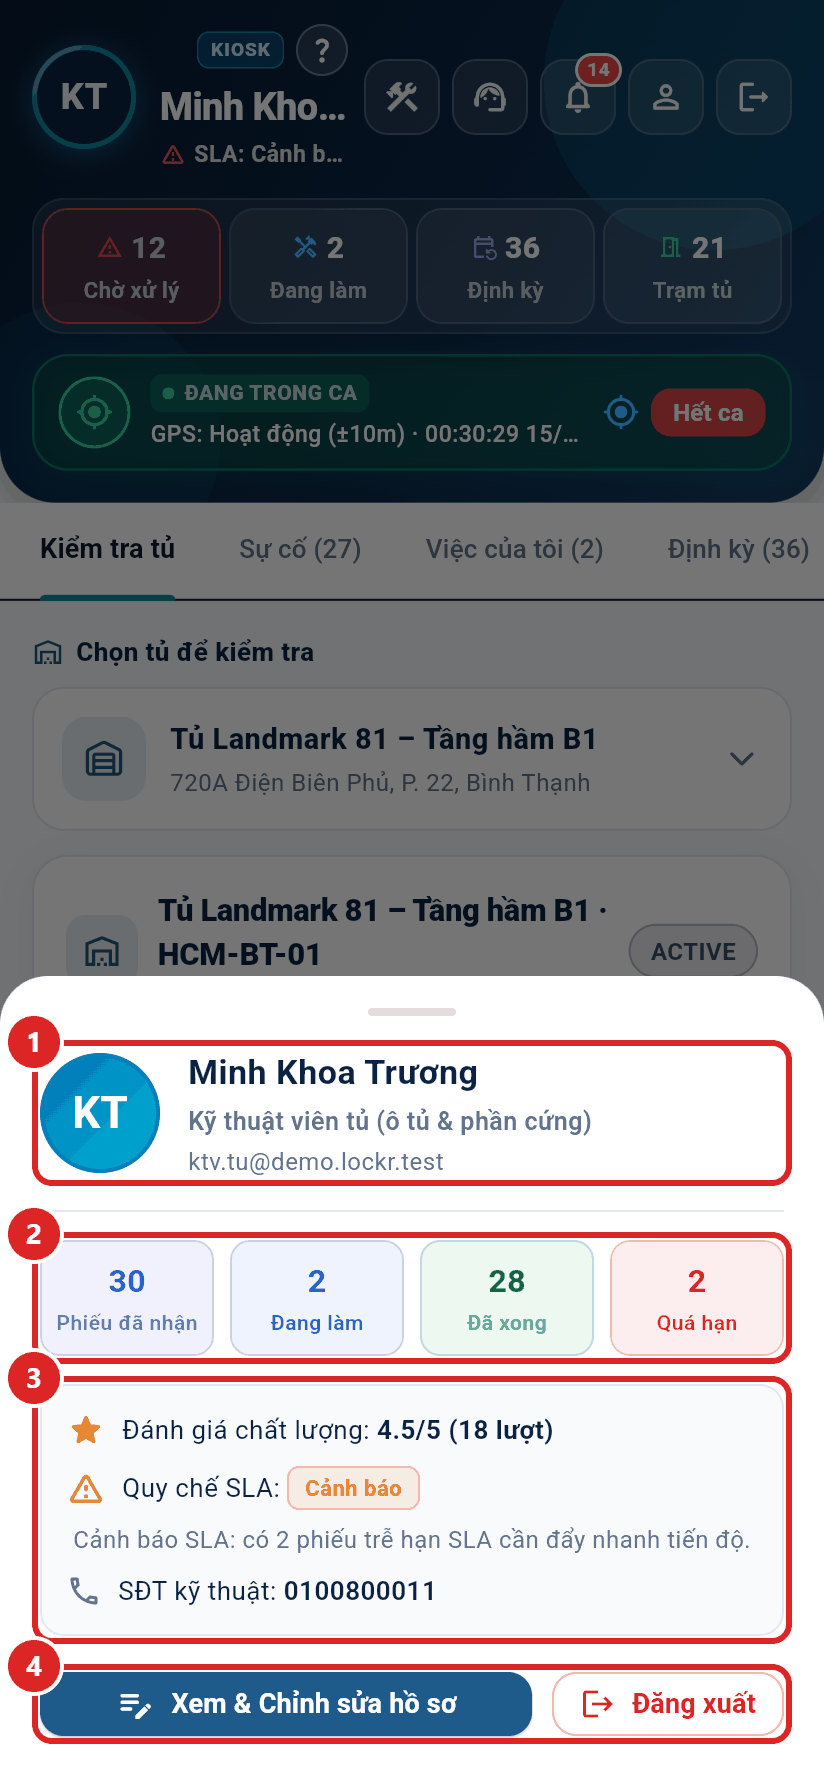 KT
KIOSK
?
Minh Kho...
SLA: Cảnh b...
14
12
Chờ xử lý
2
Đang làm
36
Định kỳ
21
Trạm tủ
ĐANG TRONG CA
GPS: Hoạt động (±10m) · 00:30:29 15/...
Hết ca
Kiểm tra tủ
Sự cố (27)
Việc của tôi (2)
Định kỳ (36)
Chọn tủ để kiểm tra
Tủ Landmark 81 – Tầng hầm B1
720A Điện Biên Phủ, P. 22, Bình Thạnh
Tủ Landmark 81 – Tầng hầm B1 ·
HCM-BT-01
ACTIVE
1
KT
Minh Khoa Trương
Kỹ thuật viên tủ (ô tủ & phần cứng)
ktv.tu@demo.lockr.test
2
30
Phiếu đã nhận
2
Đang làm
28
Đã xong
2
Quá hạn
3
Đánh giá chất lượng: 4.5/5 (18 lượt)
Quy chế SLA: Cảnh báo
Cảnh báo SLA: có 2 phiếu trễ hạn SLA cần đẩy nhanh tiến độ.
SĐT kỹ thuật: 0100800011
4
Xem & Chỉnh sửa hồ sơ
Đăng xuất